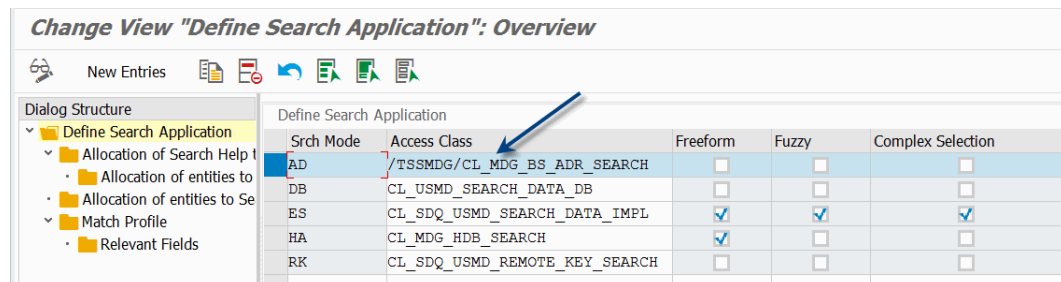 Change View "Define Search Application": Overview
New Entries
Dialog Structure
Define Search Application
Allocation of Search Help t
Allocation of entities to
Allocation of entities to Se
Match Profile
Relevant Fields
Define Search Application
Srch Mode Access Class Freeform Fuzzy Complex Selection
AD /TSSMDG/CL_MDG_BS_ADR_SEARCH
DB CL_USMD_SEARCH_DATA_DB
ES CL_SDQ_USMD_SEARCH_DATA_IMPL
HA CL_MDG_HDB_SEARCH
RK CL_SDQ_USMD_REMOTE_KEY_SEARCH